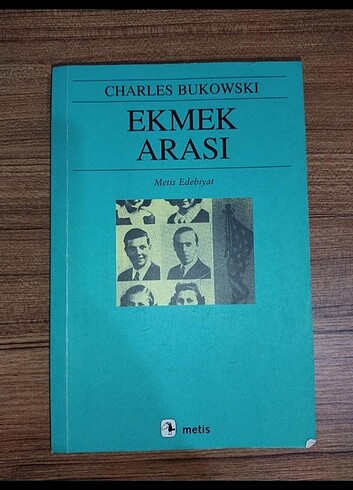 CHARLES BUKOWSKI
EKMEK
ARASI
Metis Edebiyat
metis